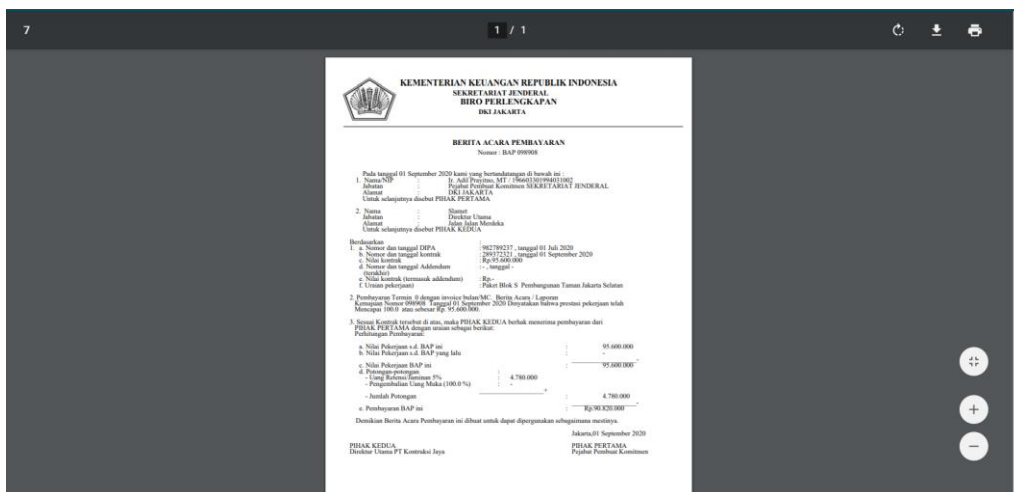 7
1 / 1
KEMENTERIAN KEUANGAN REPUBLIK INDONESIA
SEKRETARIAT JENDERAL
BIRO PERLENGKAPAN
DKI JAKARTA
BERITA ACARA PEMBAYARAN
Nomor : BAP 098908
Pada tanggal 01 September 2020 kami yang bertandatangan di bawah ini :
1. Nama/NIP : Ir. Adil Prayitno, MT / 196603301994031002
Jabatan : Pejabat Pembuat Komitmen SEKRETARIAT JENDERAL
Alamat : DKI JAKARTA
Untuk selanjutnya disebut PIHAK PERTAMA
2. Nama : Slamet
Jabatan : Direktur Utama
Alamat : Jalan Jalan Merdeka
Untuk selanjutnya disebut PIHAK KEDUA
Berdasarkan :
1. a. Nomor dan tanggal DIPA : 982789237 , tanggal 01 Juli 2020
b. Nomor dan tanggal kontrak : 289372321 , tanggal 01 September 2020
c. Nilai kontrak : Rp.95.600.000
d. Nomor dan tanggal Addendum : - , tanggal -
(terakhir)
e. Nilai kontrak (termasuk addendum) : Rp.-
f. Uraian pekerjaan) : Paket Blok S Pembangunan Taman Jakarta Selatan
2. Pembayaran Termin 0 dengan invoice bulan/MC. Berita Acara / Laporan
Kemajuan Nomor 098908 Tanggal 01 September 2020 Dinyatakan bahwa prestasi pekerjaan telah
Mencapai 100.0 atau sebesar Rp. 95.600.000.
3. Sesuai Kontrak tersebut di atas, maka PIHAK KEDUA berhak menerima pembayaran dari
PIHAK PERTAMA dengan uraian sebagai berikut:
Perhitungan Pembayaran:
a. Nilai Pekerjaan s.d. BAP ini : 95.600.000
b. Nilai Pekerjaan s.d. BAP yang lalu : -
-
c. Nilai Pekerjaan BAP ini : 95.600.000
d. Potongan-potongan :
- Uang Retensi/Jaminan 5% : 4.780.000
- Pengembalian Uang Muka (100.0 %) : -
+
- Jumlah Potongan 4.780.000
-
e. Pembayaran BAP ini : Rp.90.820.000
Demikian Berita Acara Pembayaran ini dibuat untuk dapat dipergunakan sebagaimana mestinya.
Jakarta,01 September 2020
PIHAK KEDUA PIHAK PERTAMA
Direktur Utama PT Kontruksi Jaya Pejabat Pembuat Komitmen